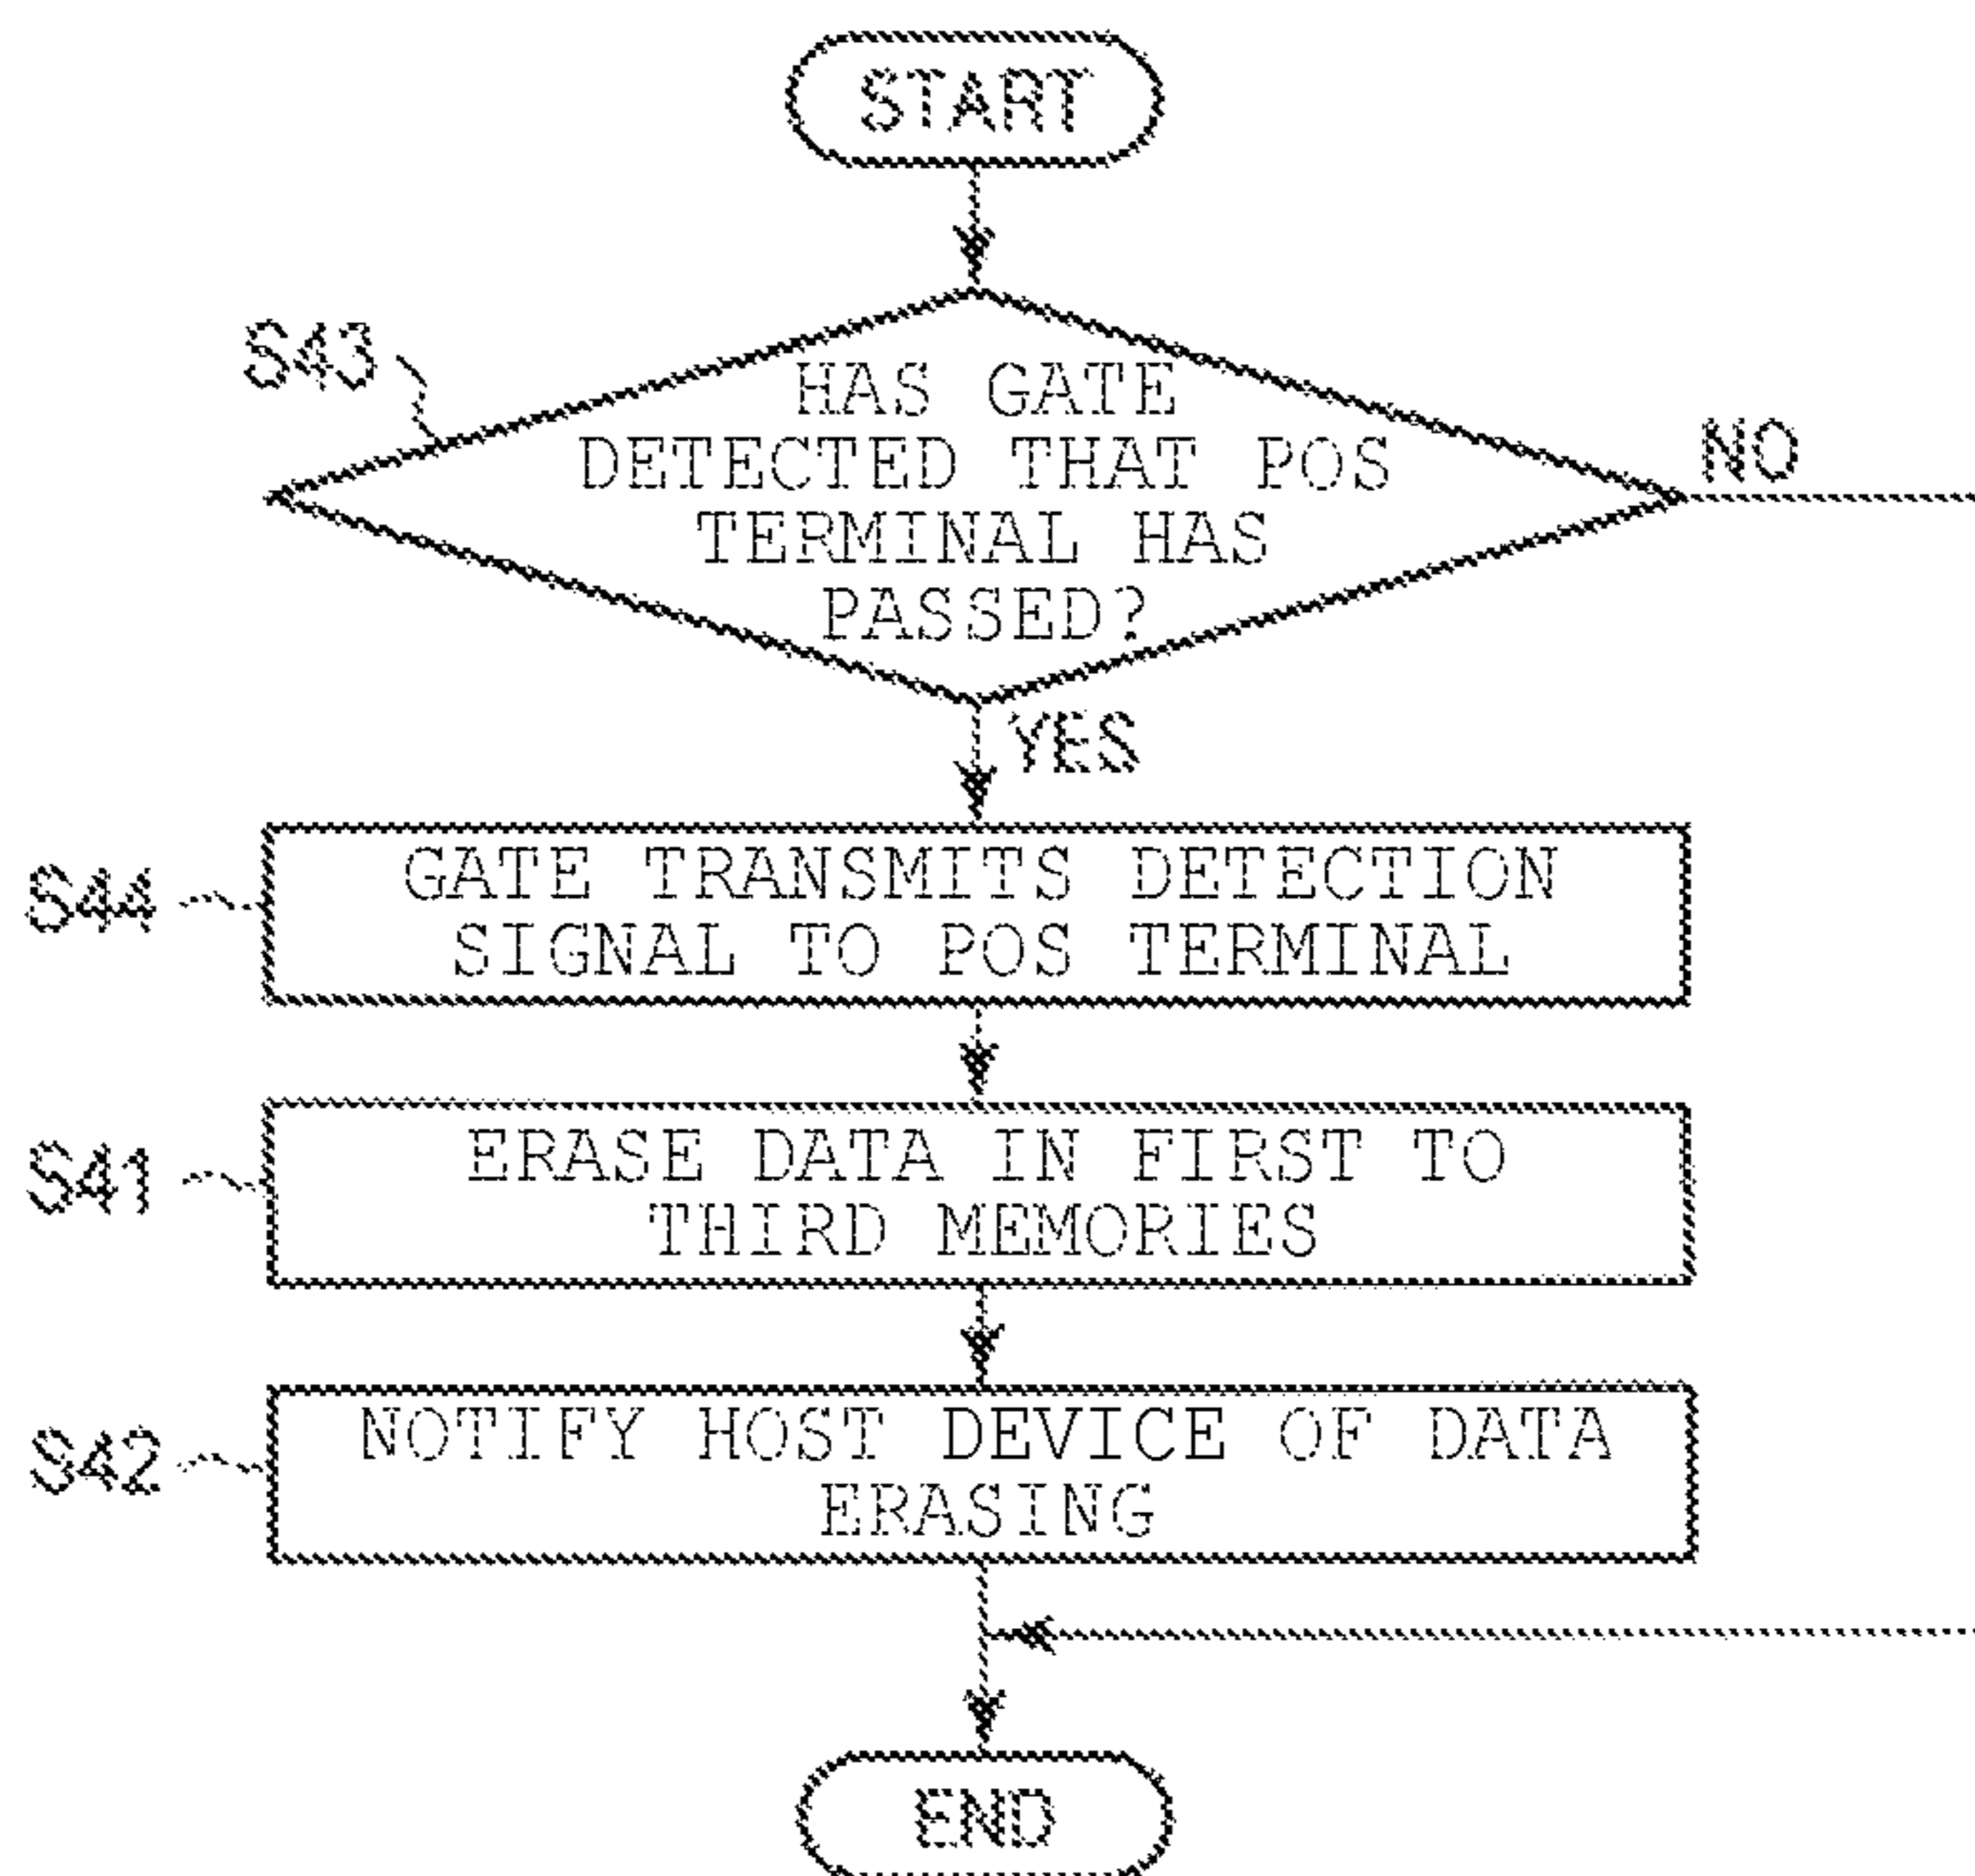 START
S43
HAS GATE
DETECTED THAT POS
TERMINAL HAS
PASSED?
NO
YES
S44
GATE TRANSMITS DETECTION
SIGNAL TO POS TERMINAL
S41
ERASE DATA IN FIRST TO
THIRD MEMORIES
S42
NOTIFY HOST DEVICE OF DATA
ERASING
END